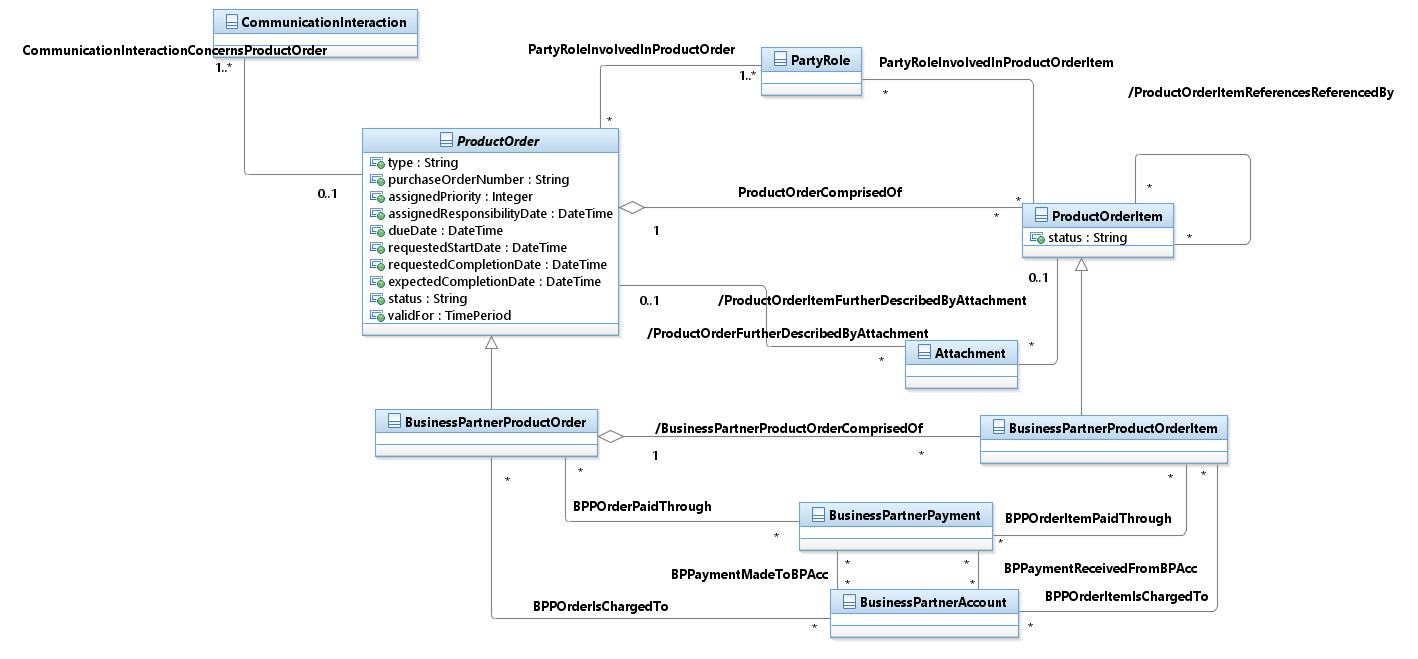 CommunicationInteraction
CommunicationInteractionConcernsProductOrder
1..*
0..1
PartyRoleInvolvedInProductOrder
1..*
*
PartyRole
PartyRoleInvolvedInProductOrderItem
*
*
/ProductOrderItemReferencesReferencedBy
*
*
ProductOrder
type : String
purchaseOrderNumber : String
assignedPriority : Integer
assignedResponsibilityDate : DateTime
dueDate : DateTime
requestedStartDate : DateTime
requestedCompletionDate : DateTime
expectedCompletionDate : DateTime
status : String
validFor : TimePeriod
ProductOrderComprisedOf
1
*
ProductOrderItem
status : String
0..1
0..1
/ProductOrderItemFurtherDescribedByAttachment
/ProductOrderFurtherDescribedByAttachment
*
*
Attachment
BusinessPartnerProductOrder
/BusinessPartnerProductOrderComprisedOf
1
*
BusinessPartnerProductOrderItem
*
*
*
*
BPPOrderPaidThrough
*
BusinessPartnerPayment
BPPOrderItemPaidThrough
*
BPPaymentMadeToBPAcc
*
*
*
*
BPPaymentReceivedFromBPAcc
BPPOrderIsChargedTo
*
BusinessPartnerAccount
BPPOrderItemIsChargedTo
*